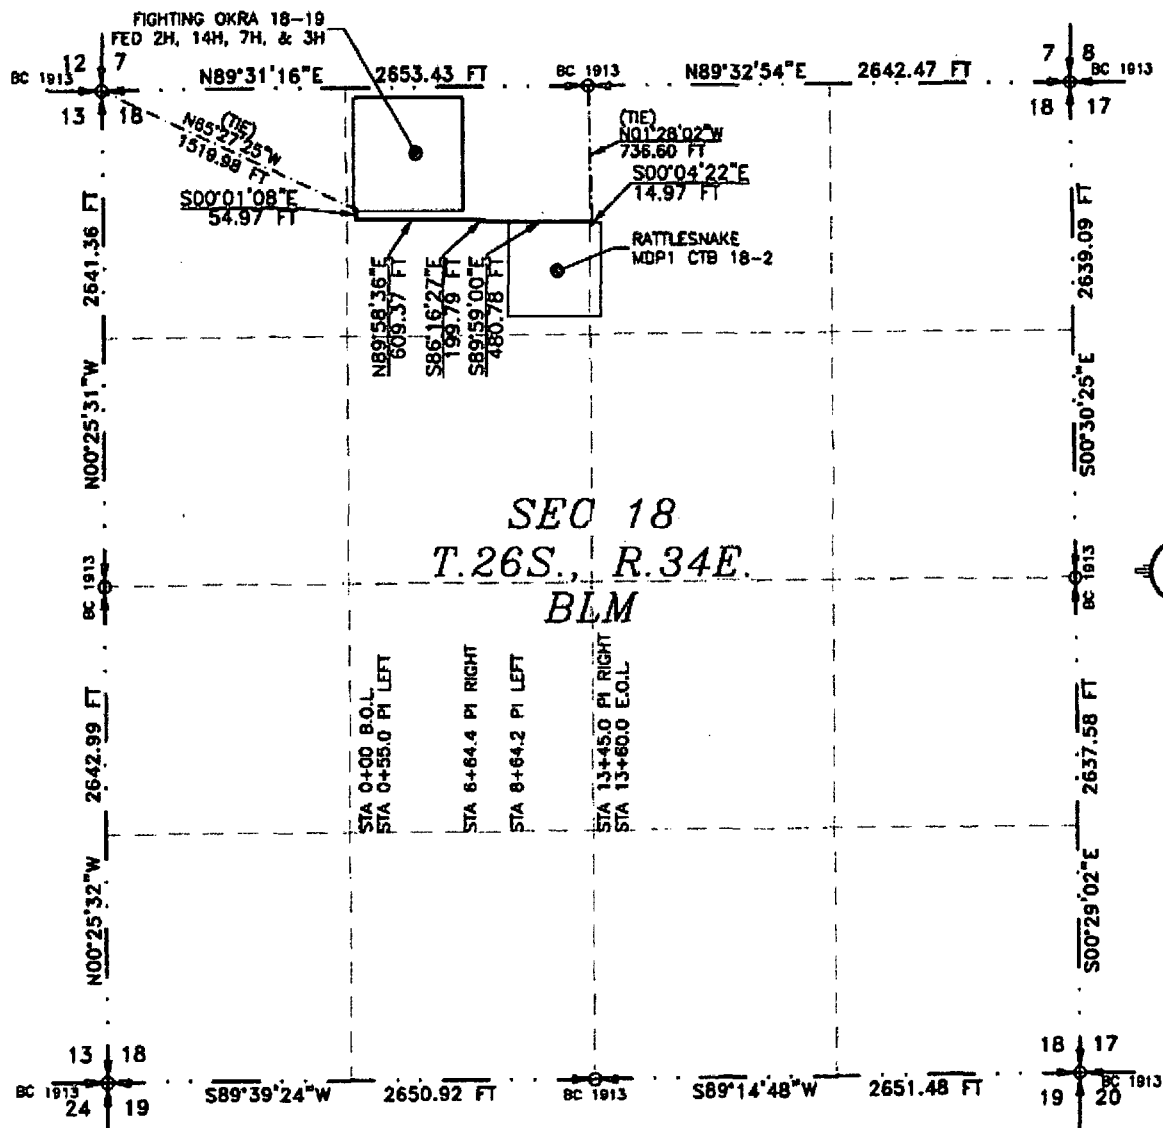 FIGHTING OKRA 18-19
FED 2H, 14H, 7H, & 3H
12 7
BC 1913
13 18
N89°31'16"E 2653.43 FT
BC 1913
N89°32'54"E 2642.47 FT
7 8
BC 1913
18 17
(TIE)
N65°27'25"W
1519.98 FT
(TIE)
N01°28'02"W
736.60 FT
S00°04'22"E
14.97 FT
S00°01'08"E
54.97 FT
RATTLESNAKE
MDP1 CTB 18-2
N89°58'36"E
609.37 FT
S86°16'27"E
199.79 FT
S89°59'00"E
480.78 FT
N00°25'31"W 2641.36 FT
S00°30'25"E 2639.09 FT
SEC 18
T.26S., R.34E.
BLM
BC 1913
BC 1913
STA 0+00 B.O.L.
STA 0+55.0 PI LEFT
STA 6+64.4 PI RIGHT
STA 8+64.2 PI LEFT
STA 13+45.0 PI RIGHT
STA 13+60.0 E.O.L.
N00°25'32"W 2642.99 FT
S00°29'02"E 2637.58 FT
13 18
BC 1913
24 19
S89°39'24"W 2650.92 FT
BC 1913
S89°14'48"W 2651.48 FT
18 17
BC 1913
19 20